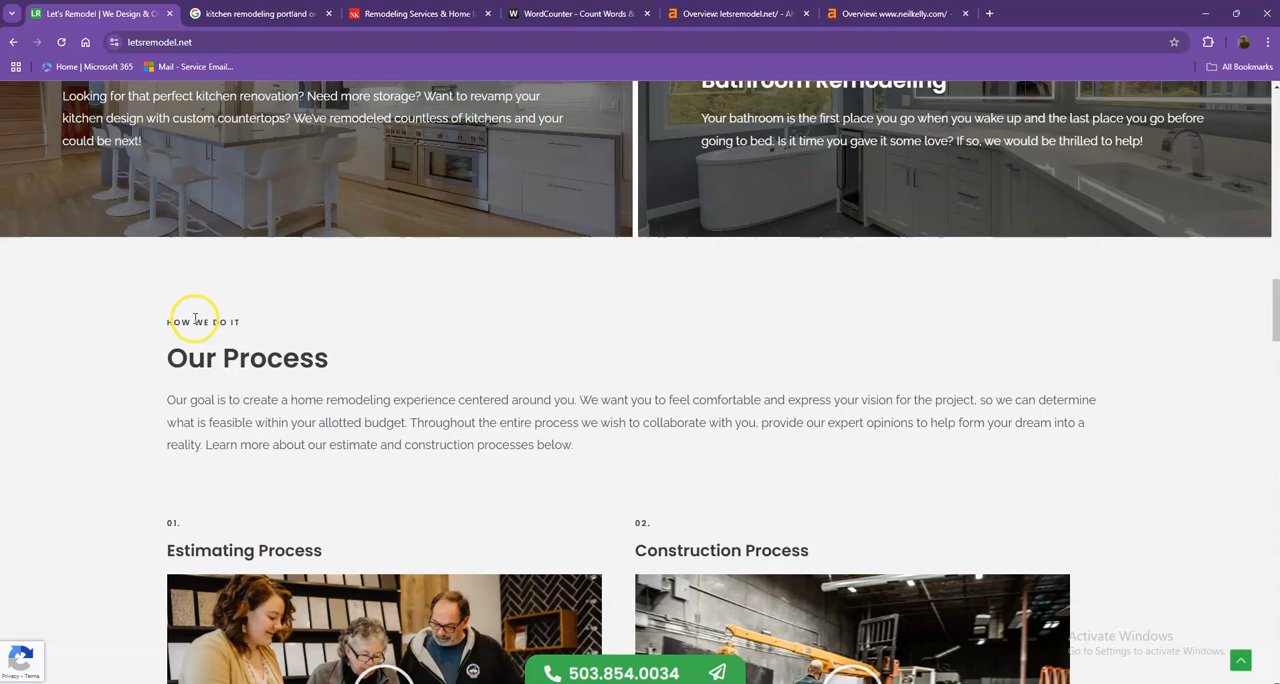 Let's Remodel | We Design & C
kitchen remodeling portland or
Remodeling Services & Home I
WordCounter - Count Words &
Overview: letsremodel.net/ - Ah
Overview: www.neilkelly.com/ -
letsremodel.net
Home | Microsoft 365
Mail - Service Email...
All Bookmarks
Looking for that perfect kitchen renovation? Need more storage? Want to revamp your
kitchen design with custom countertops? We've remodeled countless of kitchens and your
could be next!
Bathroom Remodeling
Your bathroom is the first place you go when you wake up and the last place you go before
going to bed. Is it time you gave it some love? If so, we would be thrilled to help!
HOW WE DO IT
Our Process
Our goal is to create a home remodeling experience centered around you. We want you to feel comfortable and express your vision for the project, so we can determine
what is feasible within your allotted budget. Throughout the entire process we wish to collaborate with you, provide our expert opinions to help form your dream into a
reality. Learn more about our estimate and construction processes below.
01.
Estimating Process
02.
Construction Process
503.854.0034
Activate Windows
Go to Settings to activate Windows.
Privacy - Terms